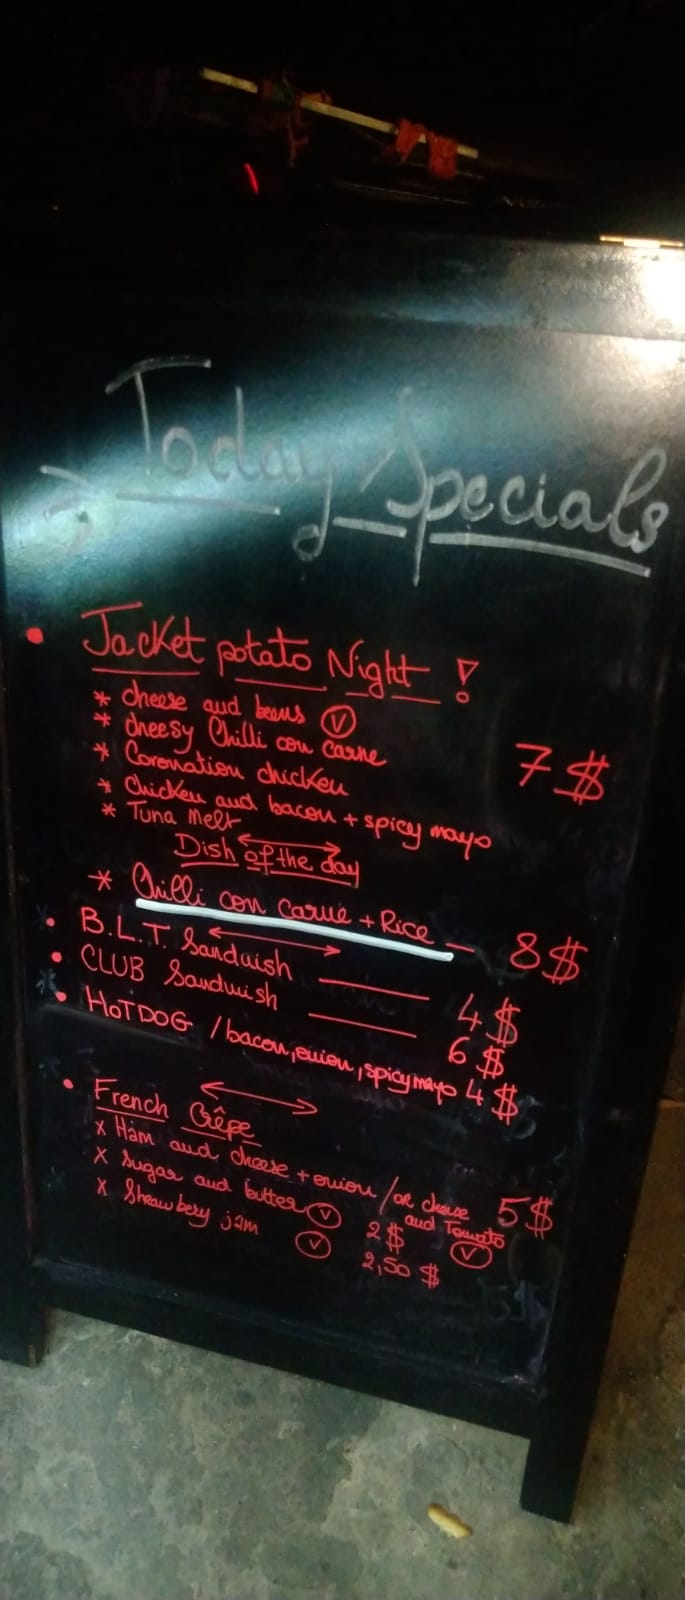 Today Specials
• Jacket potato Night !
* cheese and beans Ⓥ
* cheesy Chilli con carne
* Coronation chicken 7$
* Chicken and bacon + spicy mayo
* Tuna Melt
Dish of the day
* Chilli con carne + Rice — 8$
• B.L.T. Sandwish —— 4$
• CLUB Sandwish —— 6$
• HOTDOG / bacon, onion, spicy mayo 4$
• French Crêpe
x Ham and cheese + onion / or cheese and Tomato Ⓥ 5$
x Sugar and butter Ⓥ 2$
x Strawbery jam Ⓥ 2,50 $